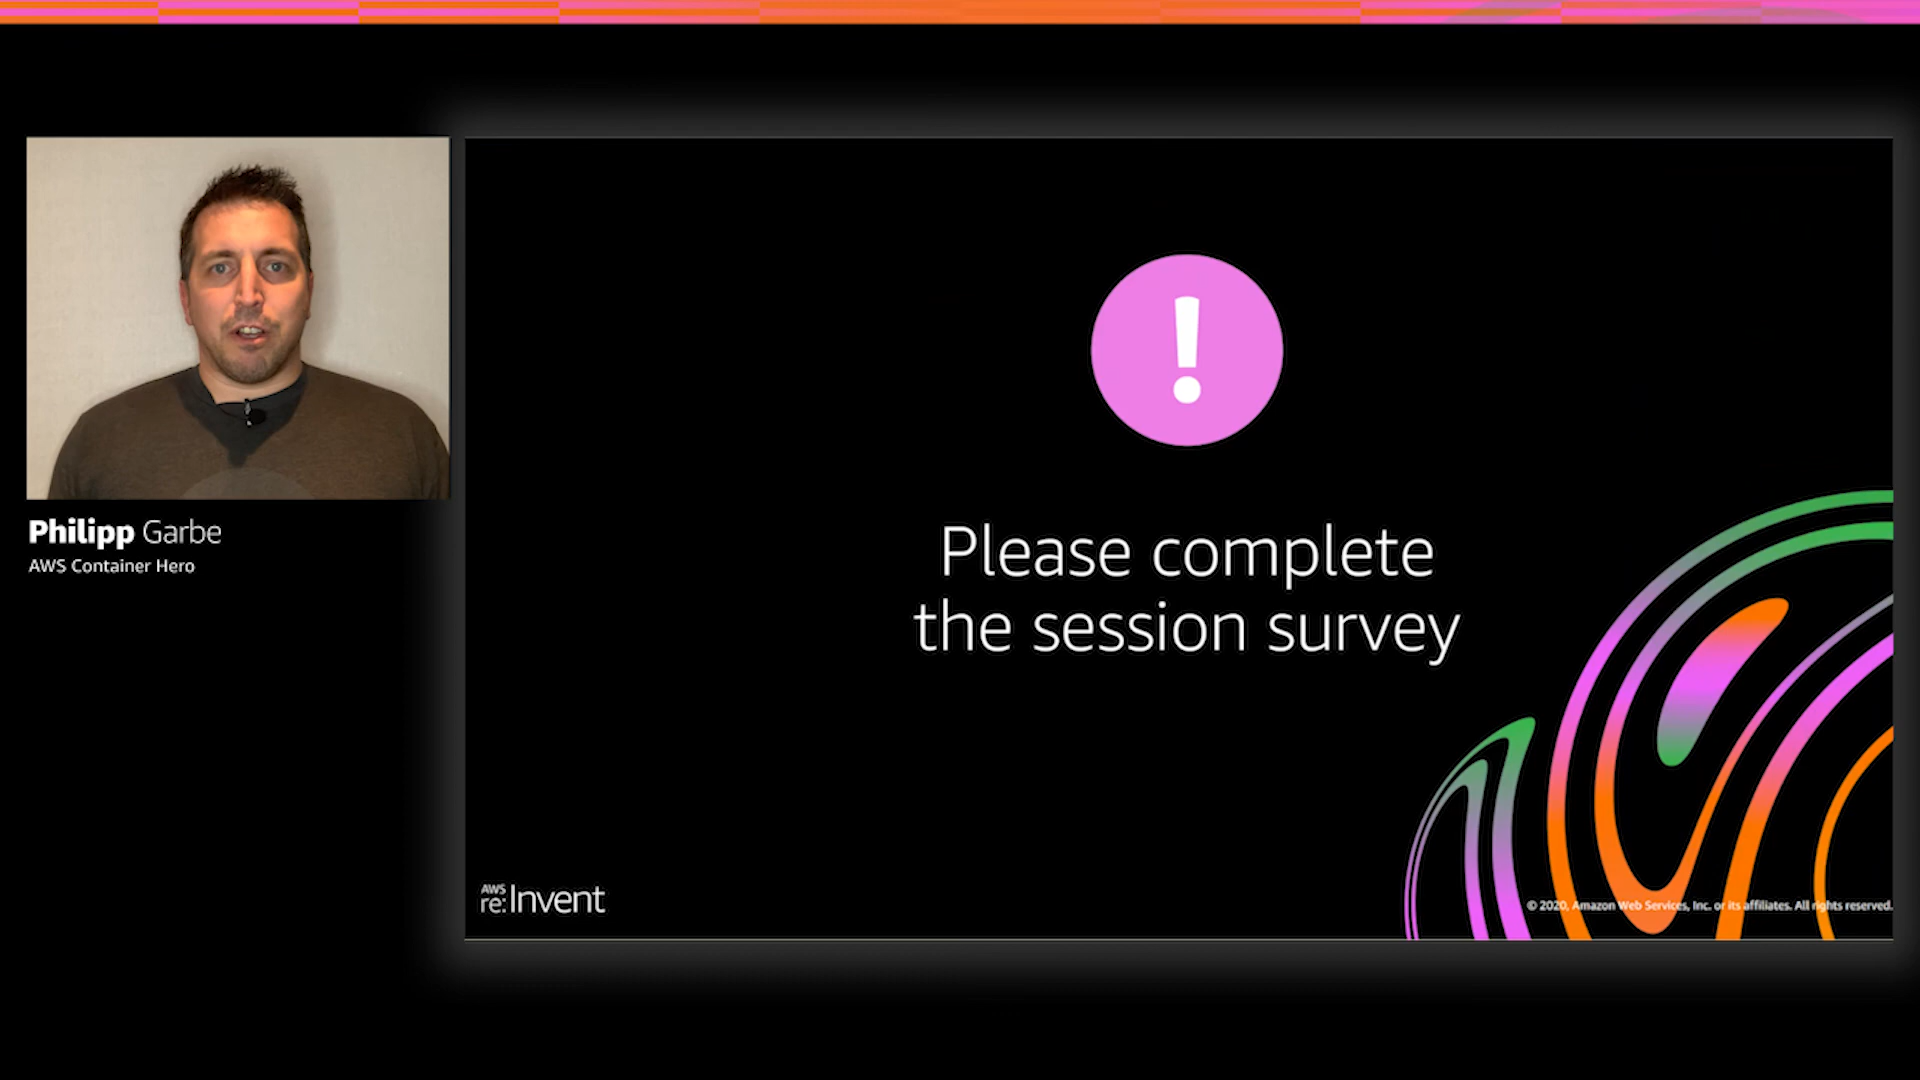 Philipp Garbe
AWS Container Hero
!
Please complete
the session survey
AWS
re:Invent
© 2020, Amazon Web Services, Inc. or its affiliates. All rights reserved.